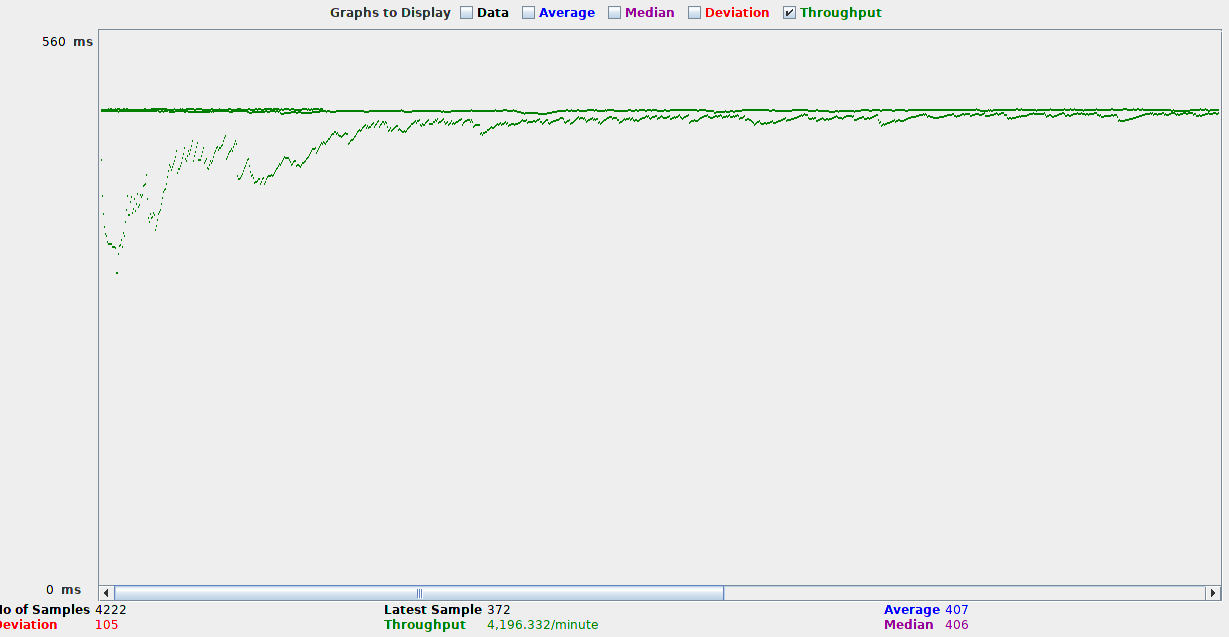 Graphs to Display Data Average Median Deviation Throughput
560 ms
0 ms
lo of Samples 4222 Latest Sample 372 Average 407
Deviation 105 Throughput 4,196.332/minute Median 406